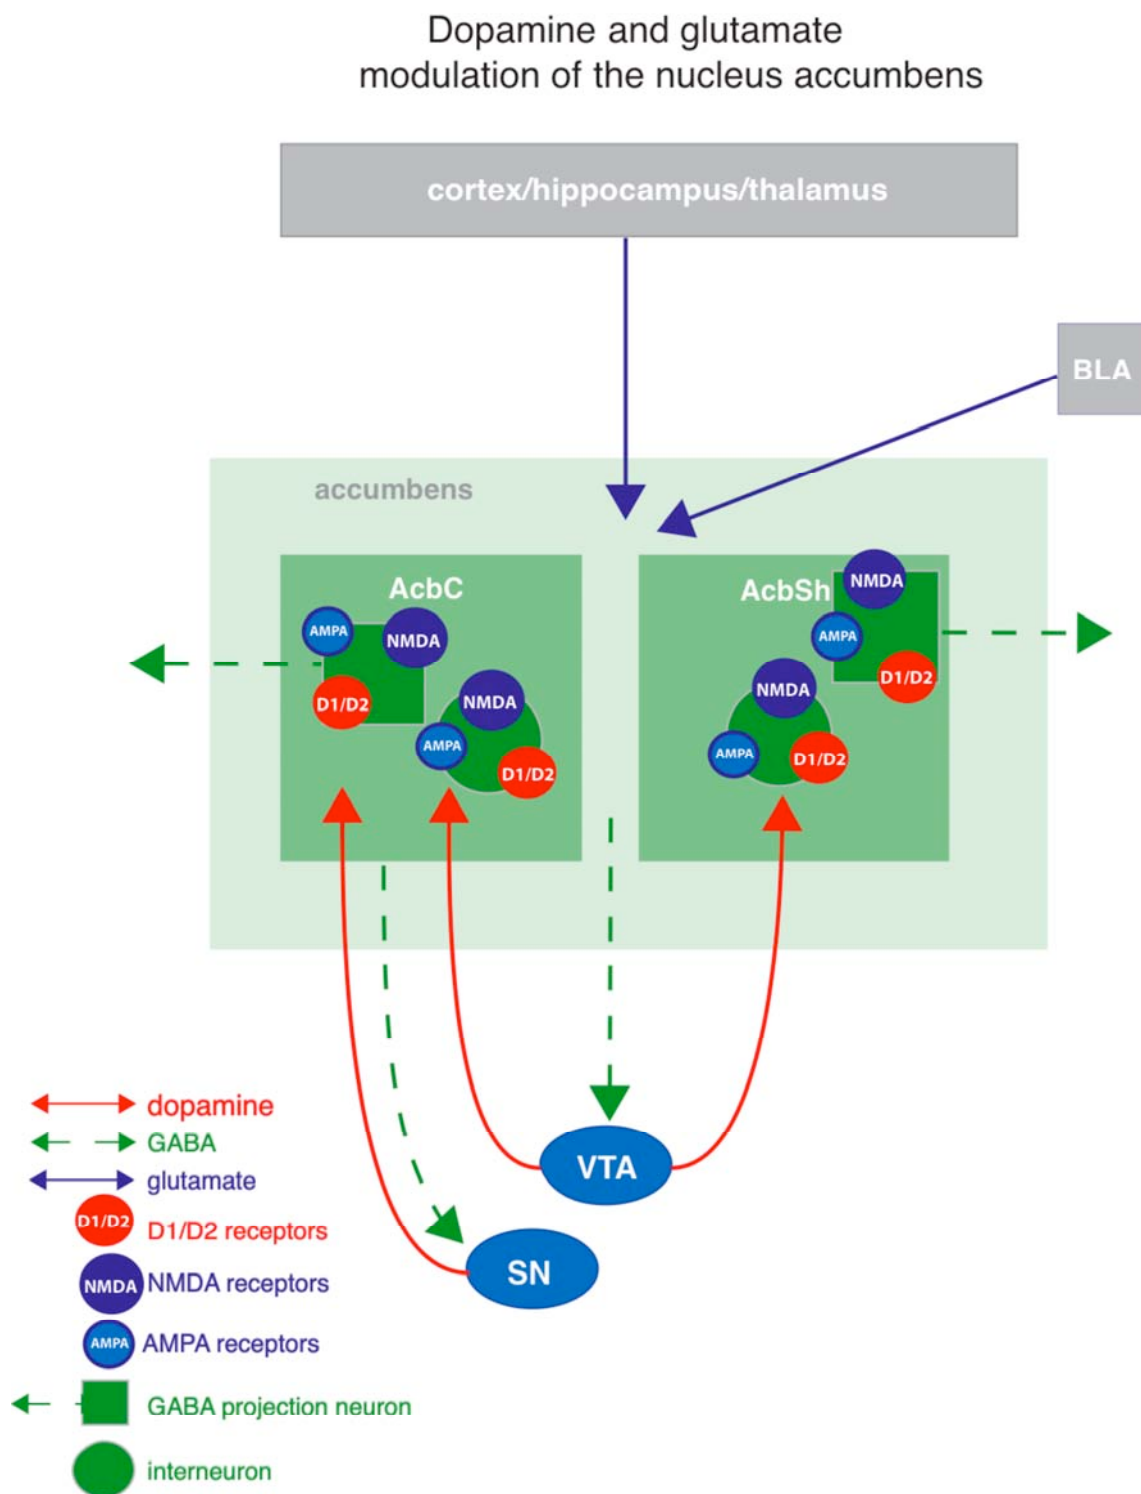 Dopamine and glutamate
modulation of the nucleus accumbens
cortex/hippocampus/thalamus
BLA
accumbens
AcbC
AcbSh
NMDA
AMPA
NMDA
AMPA
D1/D2
D1/D2
NMDA
NMDA
AMPA
AMPA
D1/D2
D1/D2
VTA
SN
dopamine
GABA
glutamate
D1/D2 D1/D2 receptors
NMDA NMDA receptors
AMPA AMPA receptors
GABA projection neuron
interneuron